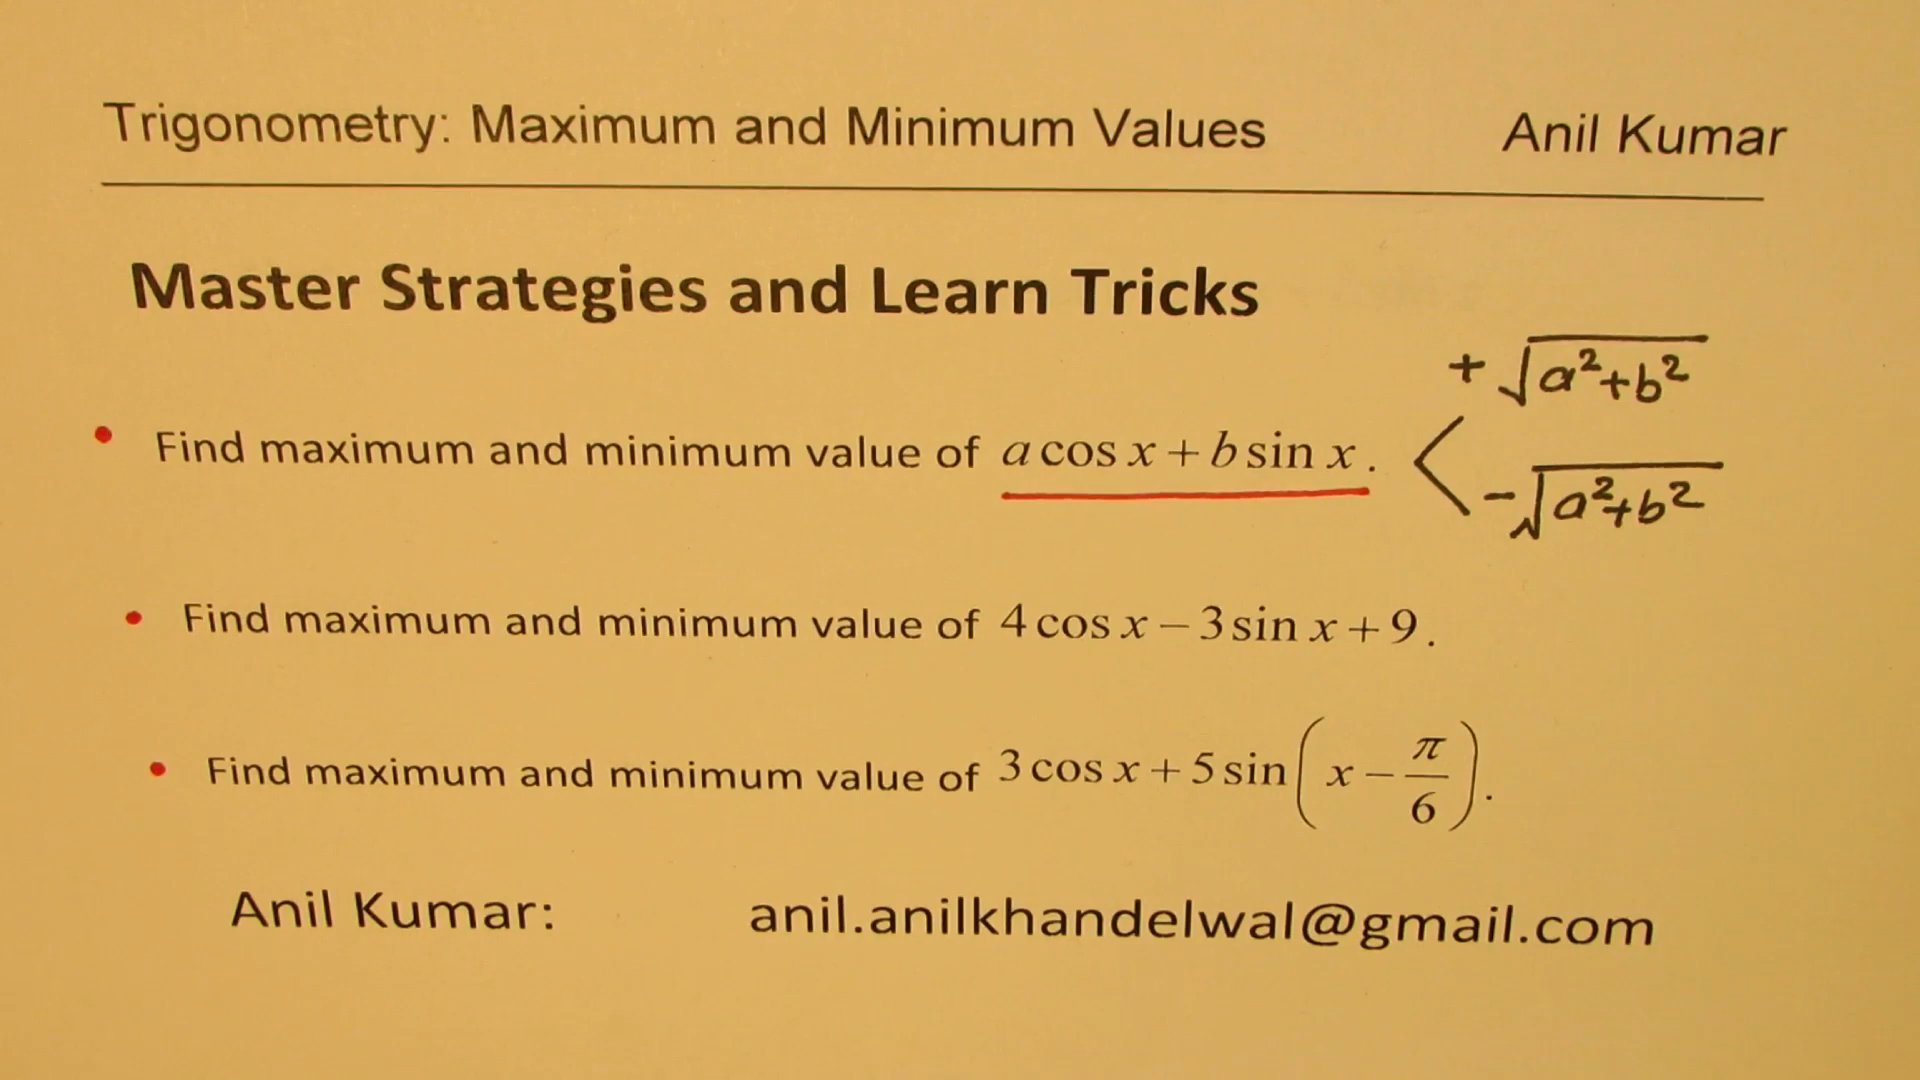 Trigonometry: Maximum and Minimum Values Anil Kumar
Master Strategies and Learn Tricks
+ √(a²+b²)
• Find maximum and minimum value of a cos x + b sin x. <
-√(a²+b²)
• Find maximum and minimum value of 4 cos x − 3 sin x + 9.
• Find maximum and minimum value of 3 cos x + 5 sin(x − π/6).
Anil Kumar: anil.anilkhandelwal@gmail.com